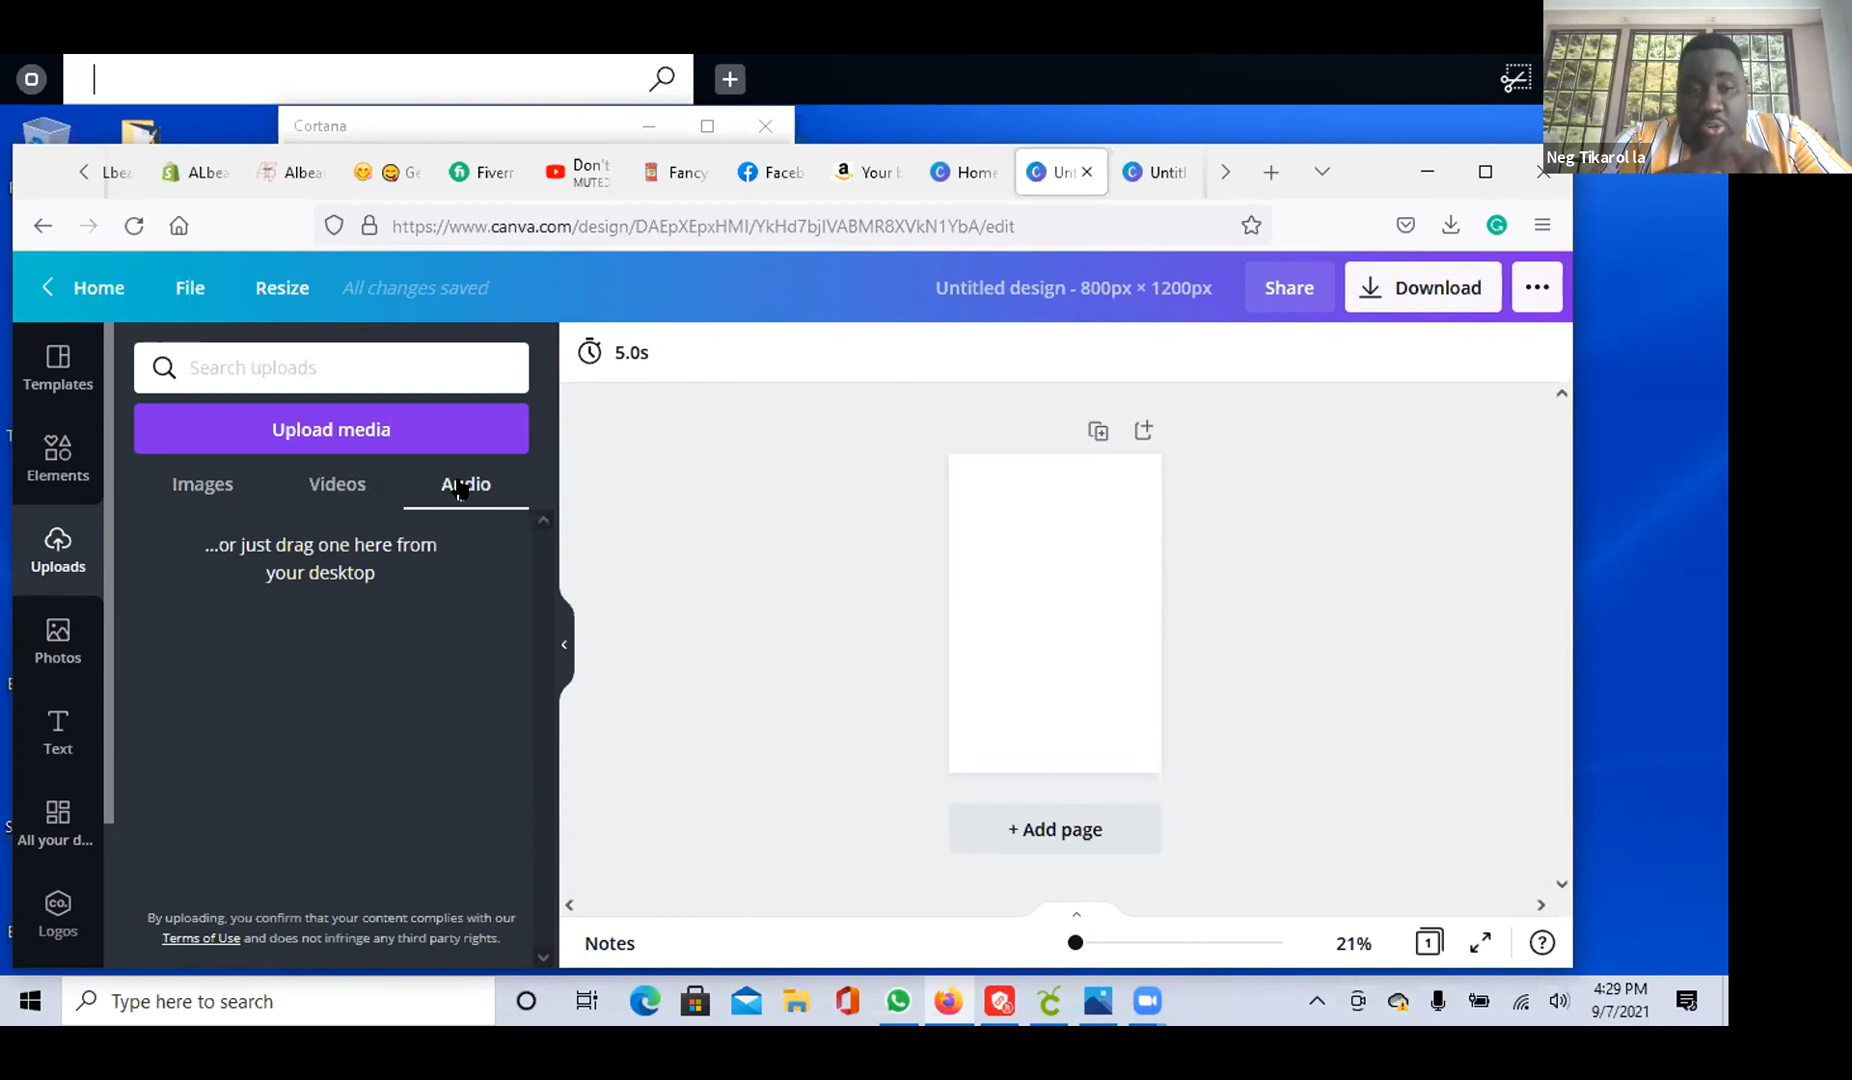 Neg Tikarol la
Cortana
ALbea
Albea
Ge
Fiverr
Don't
MUTED
Fancy
Faceb
Your b
Home
Unt
Untitl
https://www.canva.com/design/DAEpXEpxHMI/YkHd7bjIVABMR8XVkN1YbA/edit
Home File Resize All changes saved Untitled design - 800px × 1200px Share Download
Templates
Elements
Uploads
Photos
Text
All your d...
Logos
Search uploads
Upload media
Images Videos Audio
...or just drag one here from
your desktop
By uploading, you confirm that your content complies with our
Terms of Use and does not infringe any third party rights.
5.0s
+ Add page
Notes 21% 1
Type here to search
4:29 PM
9/7/2021